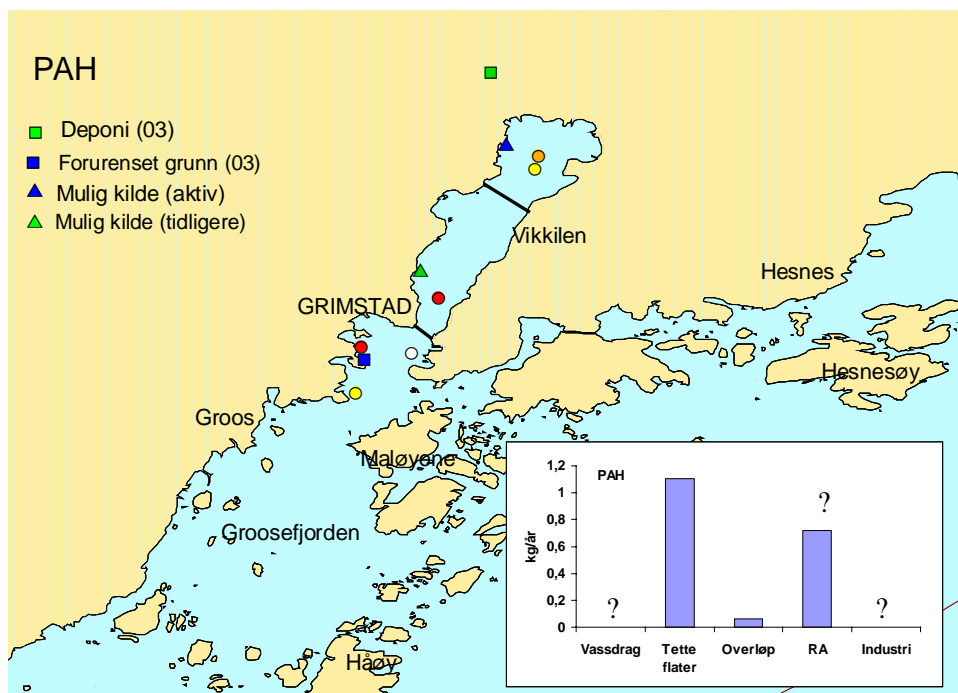 PAH
Deponi (03)
Forurenset grunn (03)
Mulig kilde (aktiv)
Mulig kilde (tidligere)
Vikkilen
Hesnes
GRIMSTAD
Hesnesøy
Groos
Maløyene
Groosefjorden
Håøy
PAH
kg/år
1,2
1
0,8
0,6
0,4
0,2
0
?
?
?
Vassdrag
Tette
flater
Overløp
RA
Industri